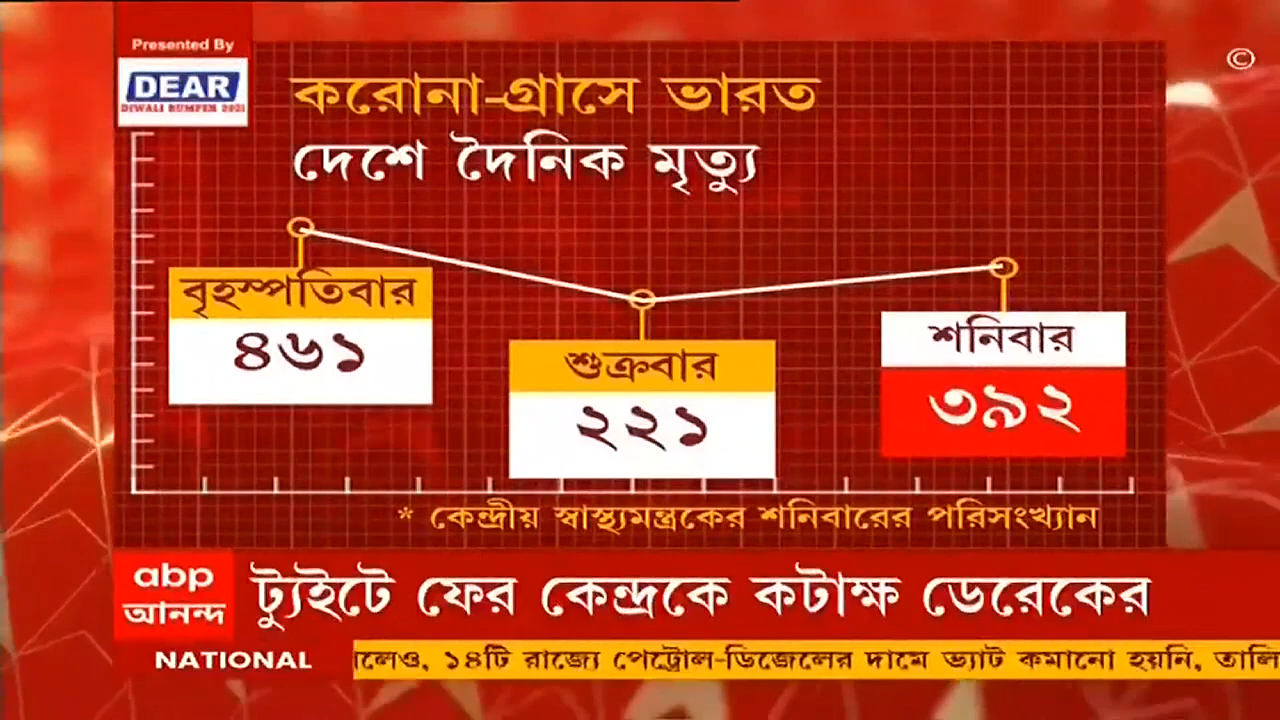 Presented By
DEAR
DIWALI BUMPER 2021
©
করোনা-গ্রাসে ভারত
দেশে দৈনিক মৃত্যু
বৃহস্পতিবার
৪৬১
শুক্রবার
২২১
শনিবার
৩৯২
* কেন্দ্রীয় স্বাস্থ্যমন্ত্রকের শনিবারের পরিসংখ্যান
abp
আনন্দ
ট্যুইটে ফের কেন্দ্রকে কটাক্ষ ডেরেকের
NATIONAL
১৪টি রাজ্যে পেট্রোল-ডিজেলের দামে ভ্যাট কমানো হয়নি,